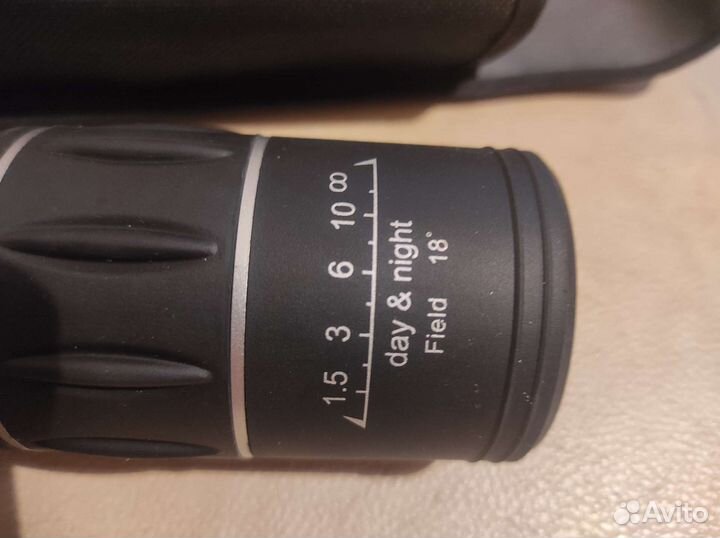 1.5 3 6 10 ∞
day & night
Field 18°
Avito